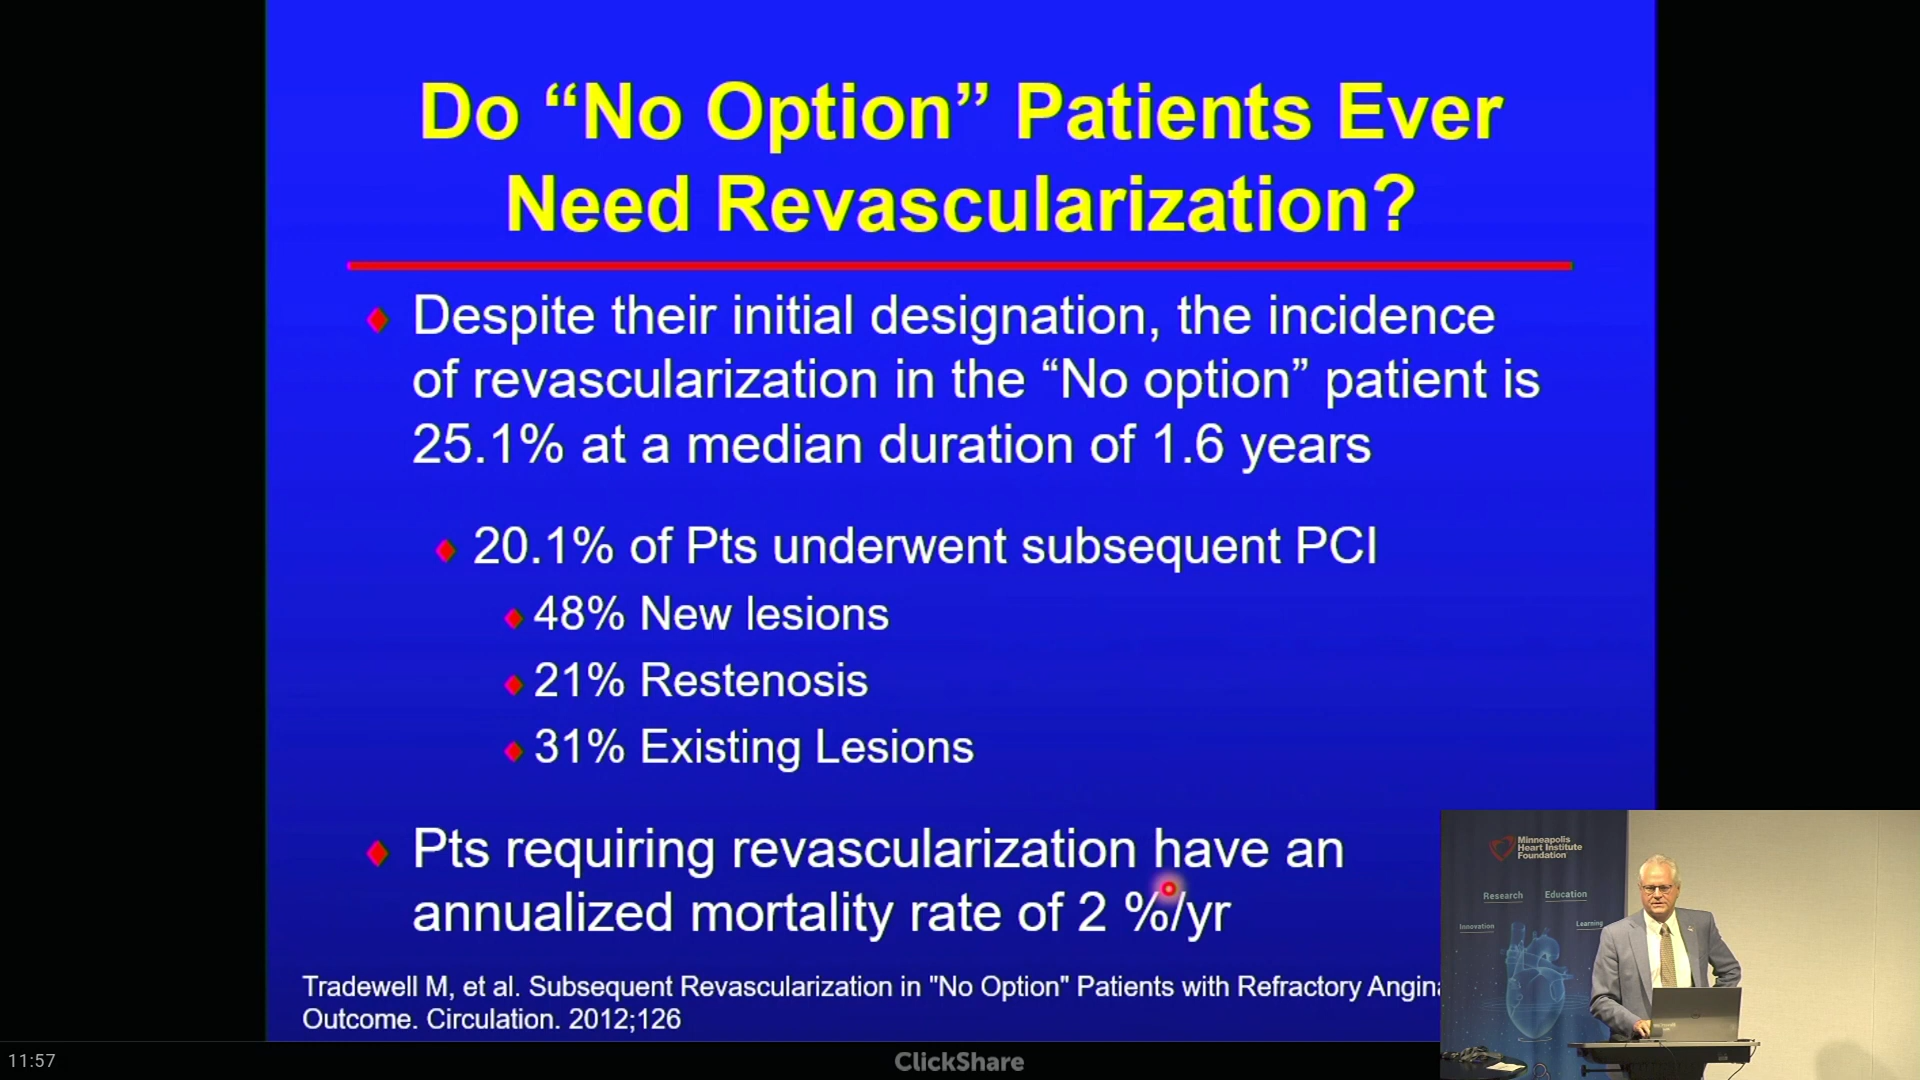 Do “No Option” Patients Ever
Need Revascularization?
Despite their initial designation, the incidence
of revascularization in the “No option” patient is
25.1% at a median duration of 1.6 years
20.1% of Pts underwent subsequent PCI
48% New lesions
21% Restenosis
31% Existing Lesions
Pts requiring revascularization have an
annualized mortality rate of 2 %/yr
Tradewell M, et al. Subsequent Revascularization in "No Option" Patients with Refractory Angin
Outcome. Circulation. 2012;126
Minneapolis
Heart Institute
Foundation
Research
Education
Innovation
Learning
11:57
ClickShare